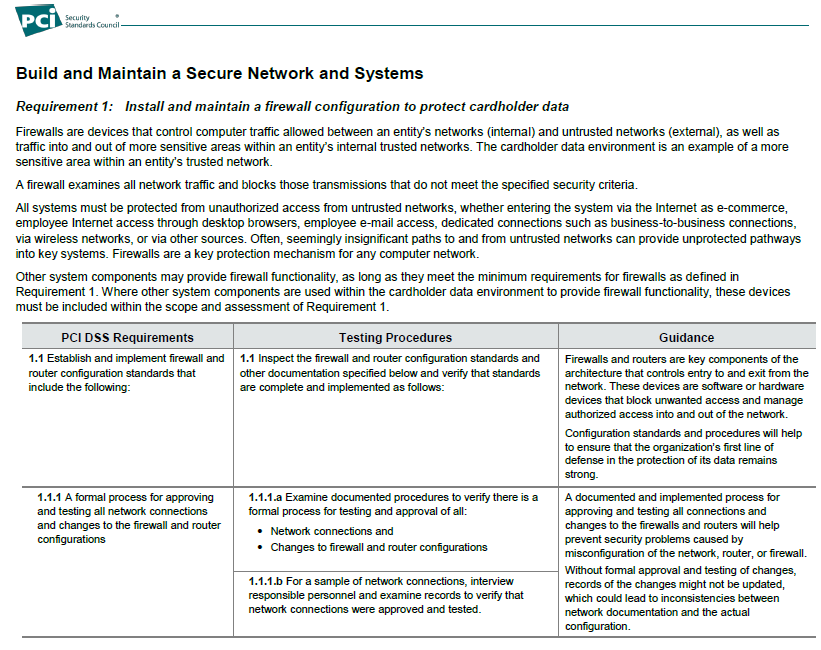 PCI Security
Standards Council
Build and Maintain a Secure Network and Systems
Requirement 1: Install and maintain a firewall configuration to protect cardholder data
Firewalls are devices that control computer traffic allowed between an entity's networks (internal) and untrusted networks (external), as well as
traffic into and out of more sensitive areas within an entity's internal trusted networks. The cardholder data environment is an example of a more
sensitive area within an entity's trusted network.
A firewall examines all network traffic and blocks those transmissions that do not meet the specified security criteria.
All systems must be protected from unauthorized access from untrusted networks, whether entering the system via the Internet as e-commerce,
employee Internet access through desktop browsers, employee e-mail access, dedicated connections such as business-to-business connections,
via wireless networks, or via other sources. Often, seemingly insignificant paths to and from untrusted networks can provide unprotected pathways
into key systems. Firewalls are a key protection mechanism for any computer network.
Other system components may provide firewall functionality, as long as they meet the minimum requirements for firewalls as defined in
Requirement 1. Where other system components are used within the cardholder data environment to provide firewall functionality, these devices
must be included within the scope and assessment of Requirement 1.
PCI DSS Requirements
Testing Procedures
Guidance
1.1 Establish and implement firewall and
router configuration standards that
include the following:
1.1 Inspect the firewall and router configuration standards and
other documentation specified below and verify that standards
are complete and implemented as follows:
Firewalls and routers are key components of the
architecture that controls entry to and exit from the
network. These devices are software or hardware
devices that block unwanted access and manage
authorized access into and out of the network.
Configuration standards and procedures will help
to ensure that the organization's first line of
defense in the protection of its data remains
strong.
1.1.1 A formal process for approving
and testing all network connections
and changes to the firewall and router
configurations
1.1.1.a Examine documented procedures to verify there is a
formal process for testing and approval of all:
• Network connections and
• Changes to firewall and router configurations
1.1.1.b For a sample of network connections, interview
responsible personnel and examine records to verify that
network connections were approved and tested.
A documented and implemented process for
approving and testing all connections and
changes to the firewalls and routers will help
prevent security problems caused by
misconfiguration of the network, router, or firewall.
Without formal approval and testing of changes,
records of the changes might not be updated,
which could lead to inconsistencies between
network documentation and the actual
configuration.